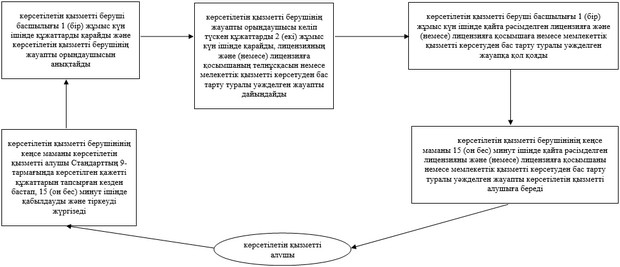 көрсетілетін қызметті беруші
басшылығы 1 (бір) жұмыс күн
ішінде құжаттарды қарайды және
көрсетілетін қызметті берушінің
жауапты орындаушысын
анықтайды
көрсетілетін қызметті берушінің
жауапты орындаушысы келіп
түскен құжаттарды 2 (екі) жұмыс
күн ішінде қарайды, лицензияның
және (немесе) лицензияға
қосымшаның телнұсқасын немесе
мелекеттік қызметті көрсетуден бас
тарту туралы уәжделген жауапты
дайындайды
көрсетілетін қызметті беруші басшылығы 1 (бір)
жұмыс күн ішінде қайта рәсімделген лицензияға және
(немесе) лицензияға қосымшаға немесе мемлекеттік
қызметті көрсетуден бас тарту туралы уәжделген
жауапқа қол қояды
көрсетілетін қызметті берушінінің
кеңсе маманы көрсетілетін
қызметті алушы Стандарттың 9-
тармағында көрсетілген қажетті
құжаттарын тапсырған кезден
бастап, 15 (он бес) минут ішінде
қабылдауды және тіркеуді
жүргізеді
көрсетілетін қызметті берушінінің кеңсе
маманы 15 (он бес) минут ішінде қайта рәсімделген
лицензияны және (немесе) лицензияға қосымшаны
немесе мемлекеттік қызметті көрсетуден бас тарту
туралы уәжделген жауапты көрсетілетін қызметті
алушыға береді
көрсетілетін қызметті
алушы